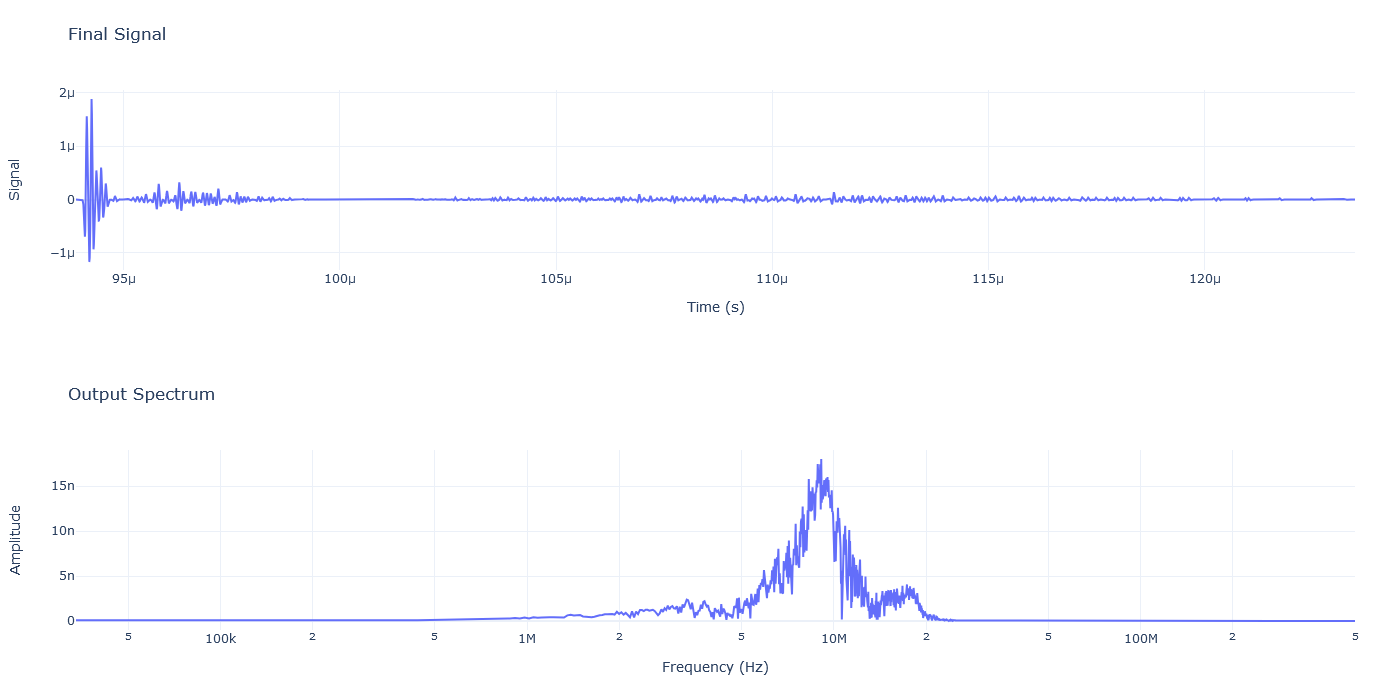 Final Signal
2μ
1μ
0
−1μ
Signal
95μ 100μ 105μ 110μ 115μ 120μ
Time (s)
Output Spectrum
15n
10n
5n
0
Amplitude
5 100k 2 5 1M 2 5 10M 2 5 100M 2 5
Frequency (Hz)